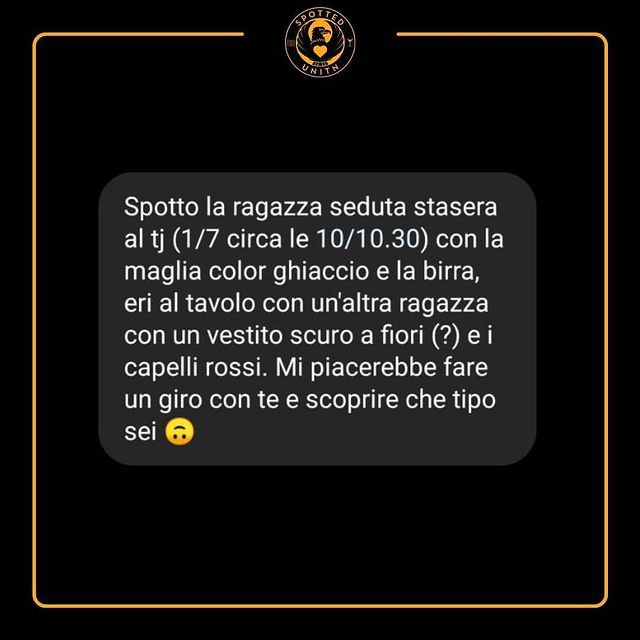 SPOTTED
UNITN
Spotto la ragazza seduta stasera
al tj (1/7 circa le 10/10.30) con la
maglia color ghiaccio e la birra,
eri al tavolo con un'altra ragazza
con un vestito scuro a fiori (?) e i
capelli rossi. Mi piacerebbe fare
un giro con te e scoprire che tipo
sei 🙃